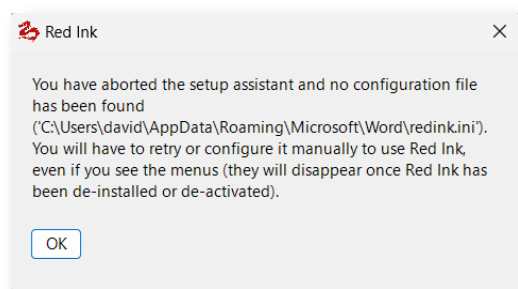 Red Ink
You have aborted the setup assistant and no configuration file
has been found
('C:\Users\david\AppData\Roaming\Microsoft\Word\redink.ini').
You will have to retry or configure it manually to use Red Ink,
even if you see the menus (they will disappear once Red Ink has
been de-installed or de-activated).
OK